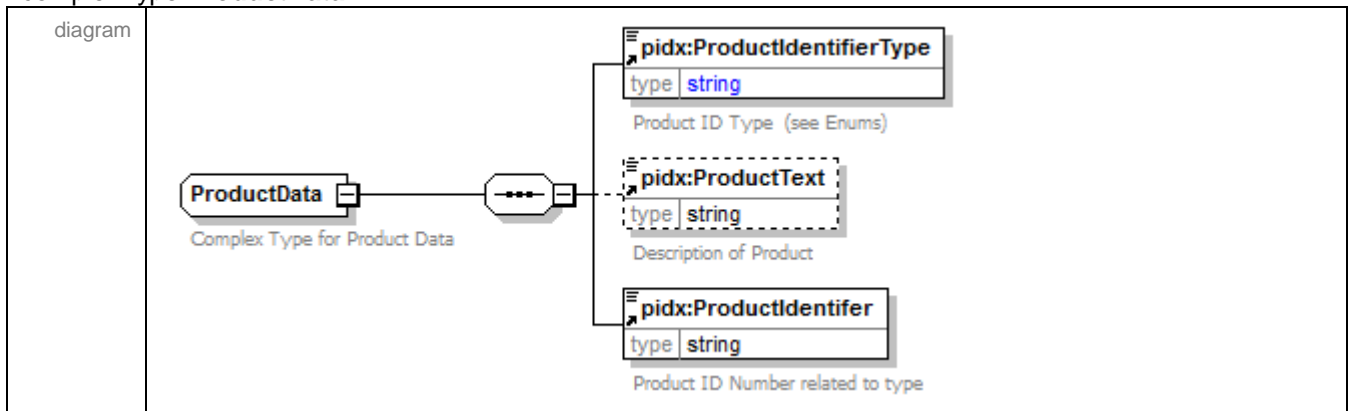 diagram
pidx:ProductIdentifierType
type string
Product ID Type (see Enums)
pidx:ProductText
type string
Description of Product
ProductData
Complex Type for Product Data
pidx:ProductIdentifer
type string
Product ID Number related to type